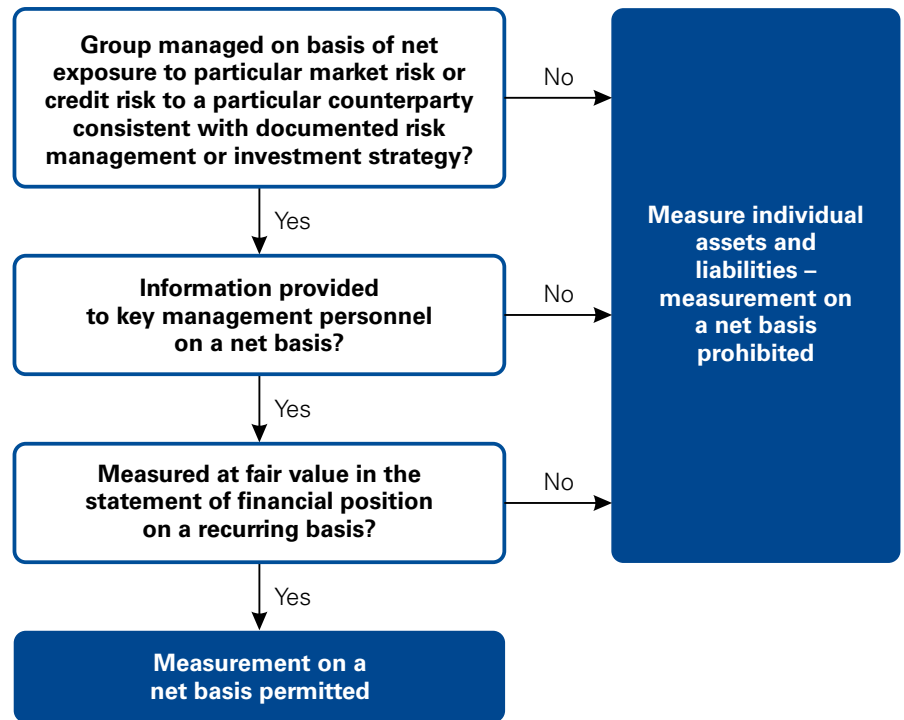 Group managed on basis of net
exposure to particular market risk or
credit risk to a particular counterparty
consistent with documented risk
management or investment strategy?
No
Yes
Measure individual
assets and
liabilities –
measurement on
a net basis
prohibited
Information provided
to key management personnel
on a net basis?
No
Yes
Measured at fair value in the
statement of financial position
on a recurring basis?
No
Yes
Measurement on a
net basis permitted